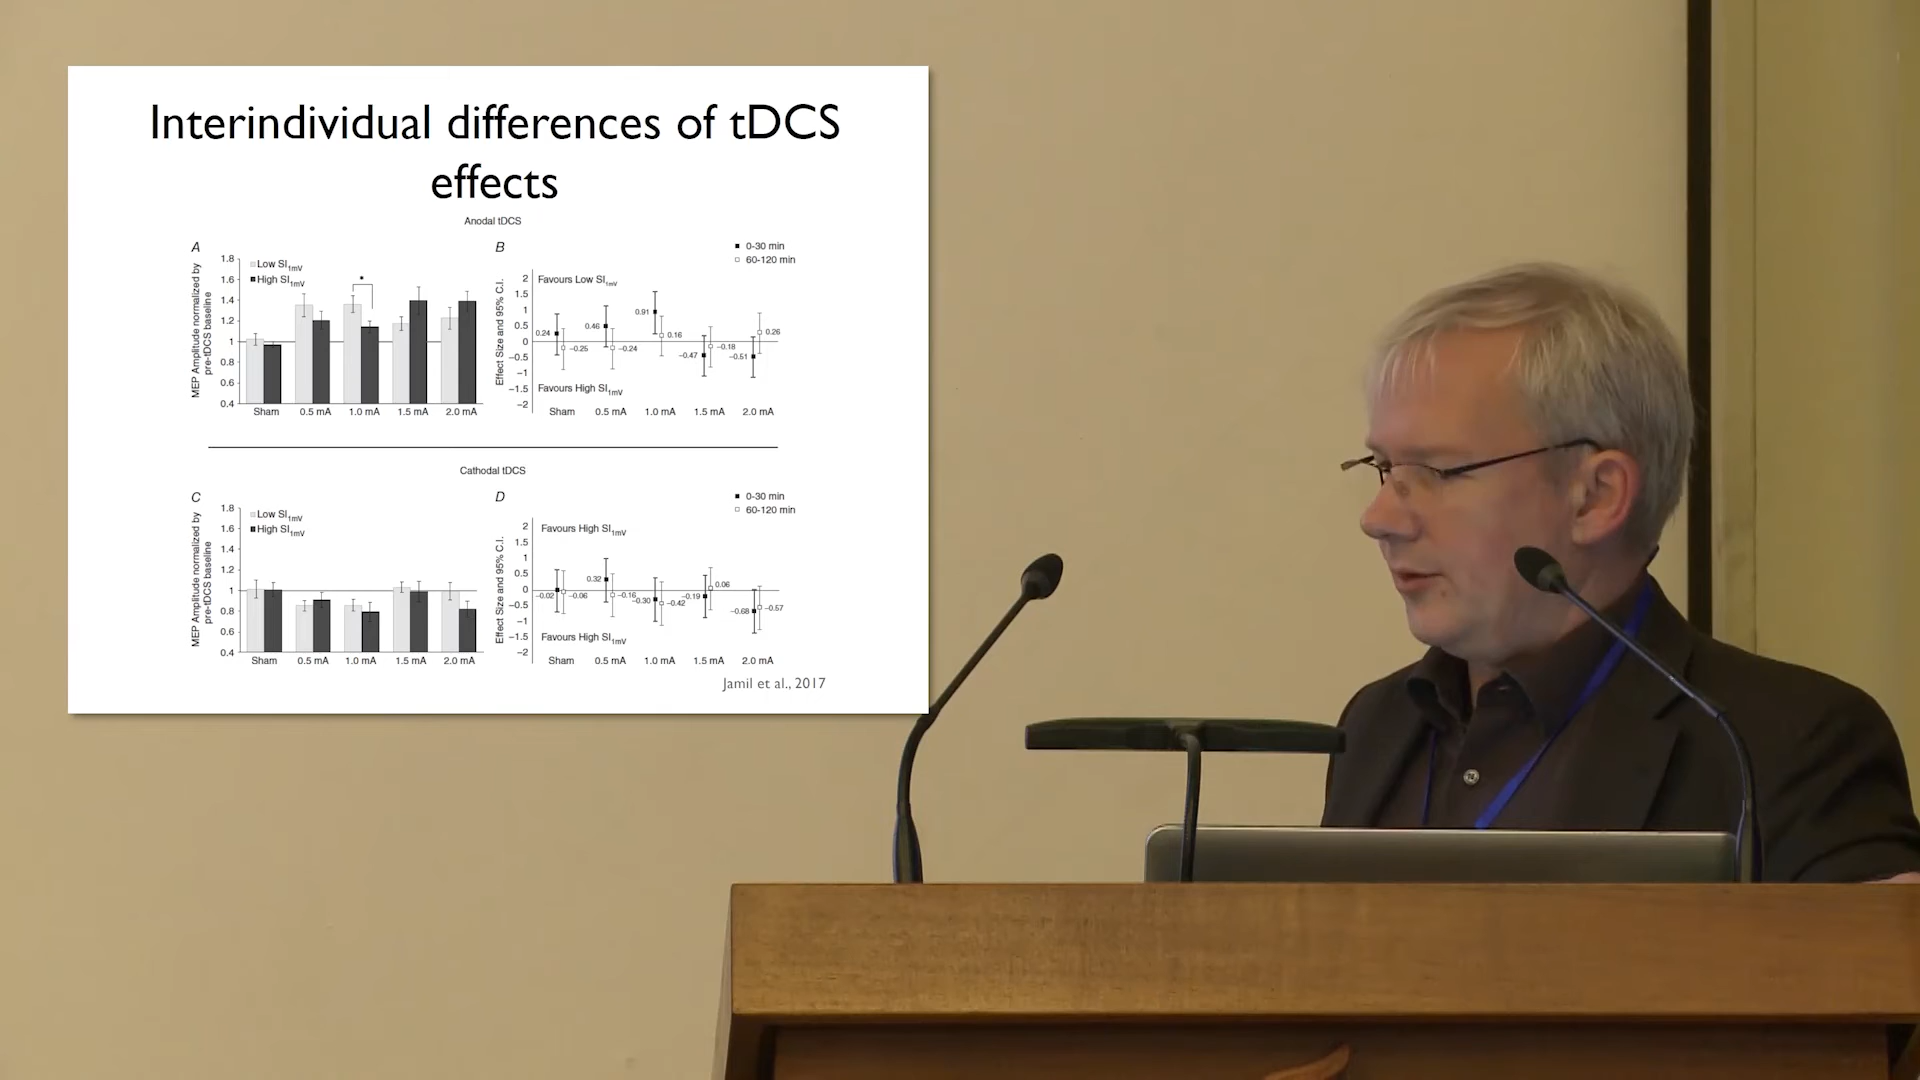 Interindividual differences of tDCS
effects
Anodal tDCS
A
MEP Amplitude normalized by
pre-tDCS baseline
1.8
1.6
1.4
1.2
1
0.8
0.6
0.4
Low SI1mV
High SI1mV
*
Sham 0.5 mA 1.0 mA 1.5 mA 2.0 mA
B
0-30 min
60-120 min
Effect Size and 95% C.I.
2
1.5
1
0.5
0
−0.5
−1
−1.5
−2
Favours Low SI1mV
0.24
−0.25
0.46
−0.24
0.91
0.16
−0.47
−0.18
−0.51
0.26
Favours High SI1mV
Sham 0.5 mA 1.0 mA 1.5 mA 2.0 mA
Cathodal tDCS
C
MEP Amplitude normalized by
pre-tDCS baseline
1.8
1.6
1.4
1.2
1
0.8
0.6
0.4
Low SI1mV
High SI1mV
Sham 0.5 mA 1.0 mA 1.5 mA 2.0 mA
D
0-30 min
60-120 min
Effect Size and 95% C.I.
2
1.5
1
0.5
0
−0.5
−1
−1.5
−2
Favours High SI1mV
−0.02
−0.06
0.32
−0.16
−0.30
−0.42
−0.19
0.06
−0.68
−0.57
Favours High SI1mV
Sham 0.5 mA 1.0 mA 1.5 mA 2.0 mA
Jamil et al., 2017